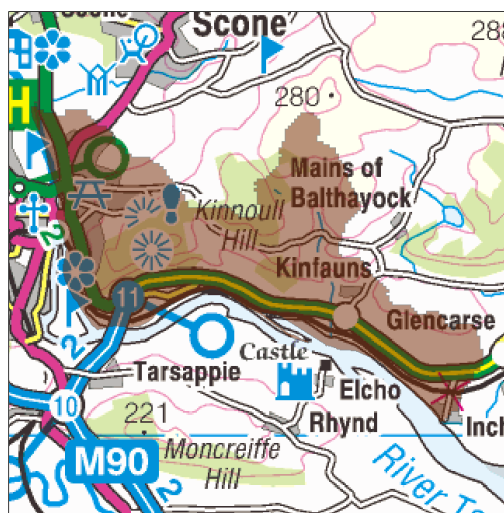 Scone
280
Mains of
Balthayock
H
2
Kinnoull
Hill
Kinfauns
11
Glencarse
2
Castle
Tarsappie
Elcho
10
221
Rhynd
Moncreiffe
Hill
M90
2
River